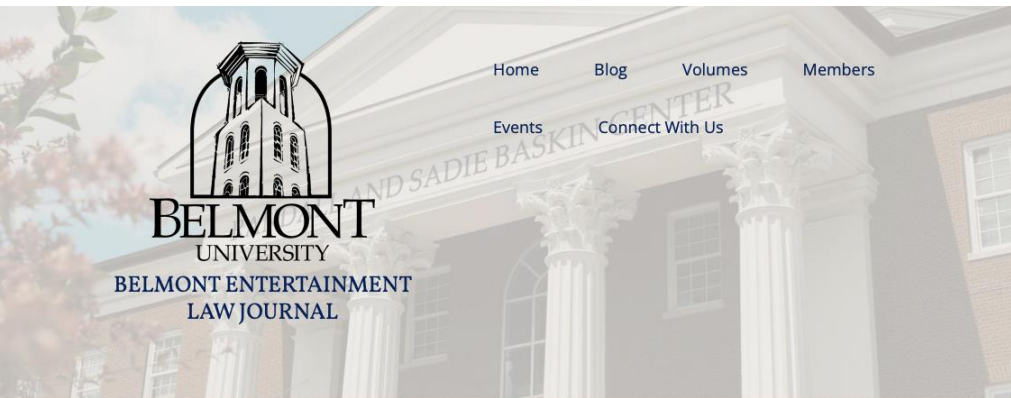 Home Blog Volumes Members
Events Connect With Us
AND SADIE BASKIN CENTER
BELMONT
UNIVERSITY
BELMONT ENTERTAINMENT
LAW JOURNAL